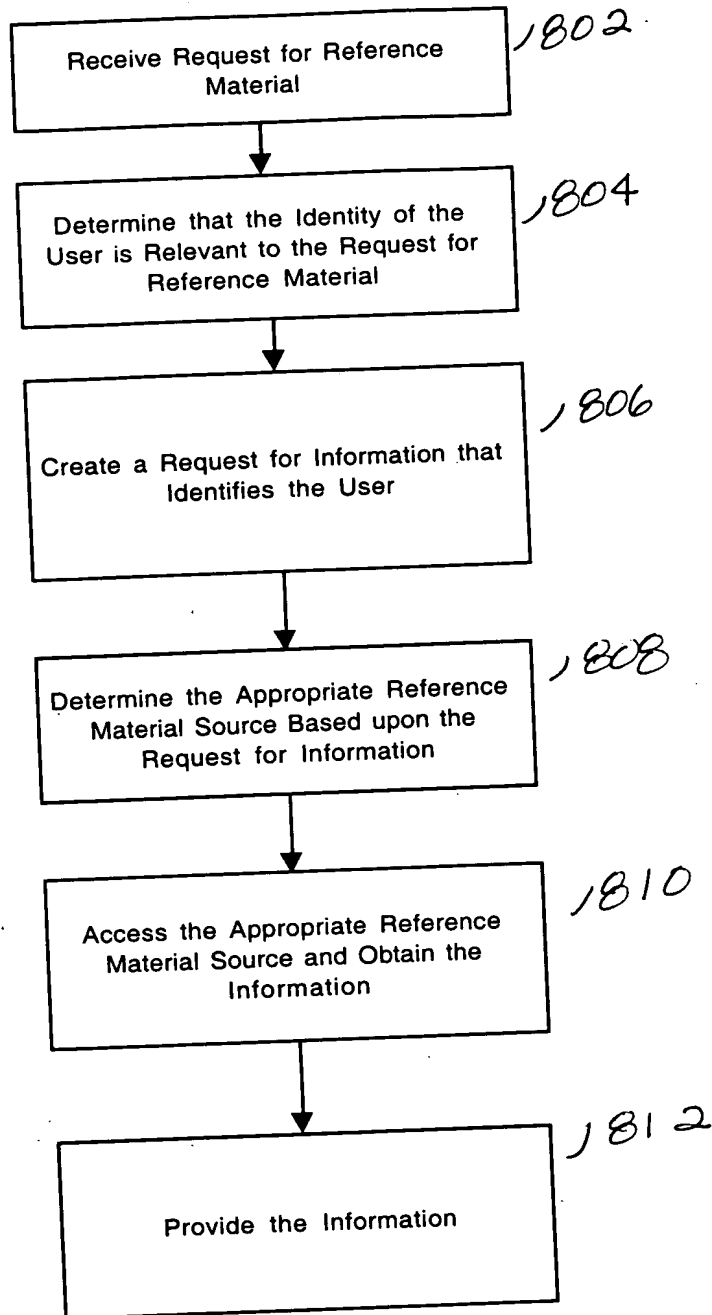 Receive Request for Reference
Material
1802
Determine that the Identity of the
User is Relevant to the Request for
Reference Material
1804
Create a Request for Information that
Identifies the User
1806
Determine the Appropriate Reference
Material Source Based upon the
Request for Information
1808
Access the Appropriate Reference
Material Source and Obtain the
Information
1810
Provide the Information
1812